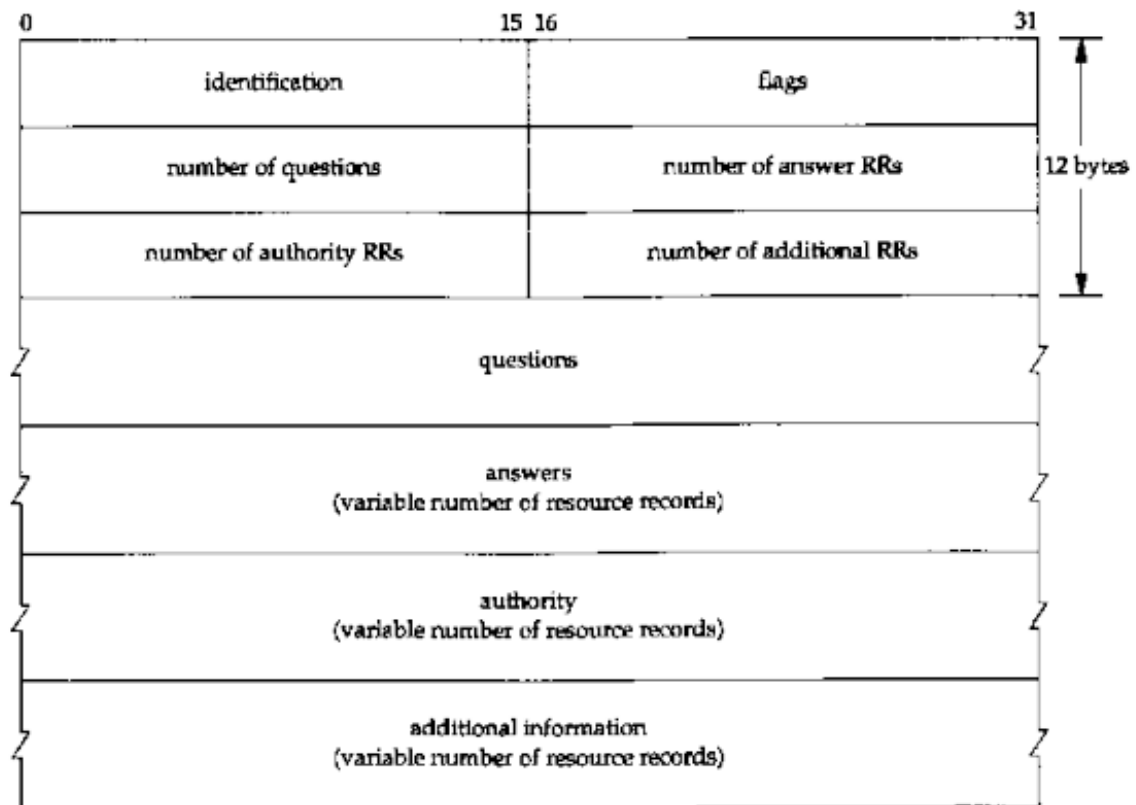 0 15 16 31
identification flags
number of questions number of answer RRs 12 bytes
number of authority RRs number of additional RRs
questions
answers
(variable number of resource records)
authority
(variable number of resource records)
additional information
(variable number of resource records)